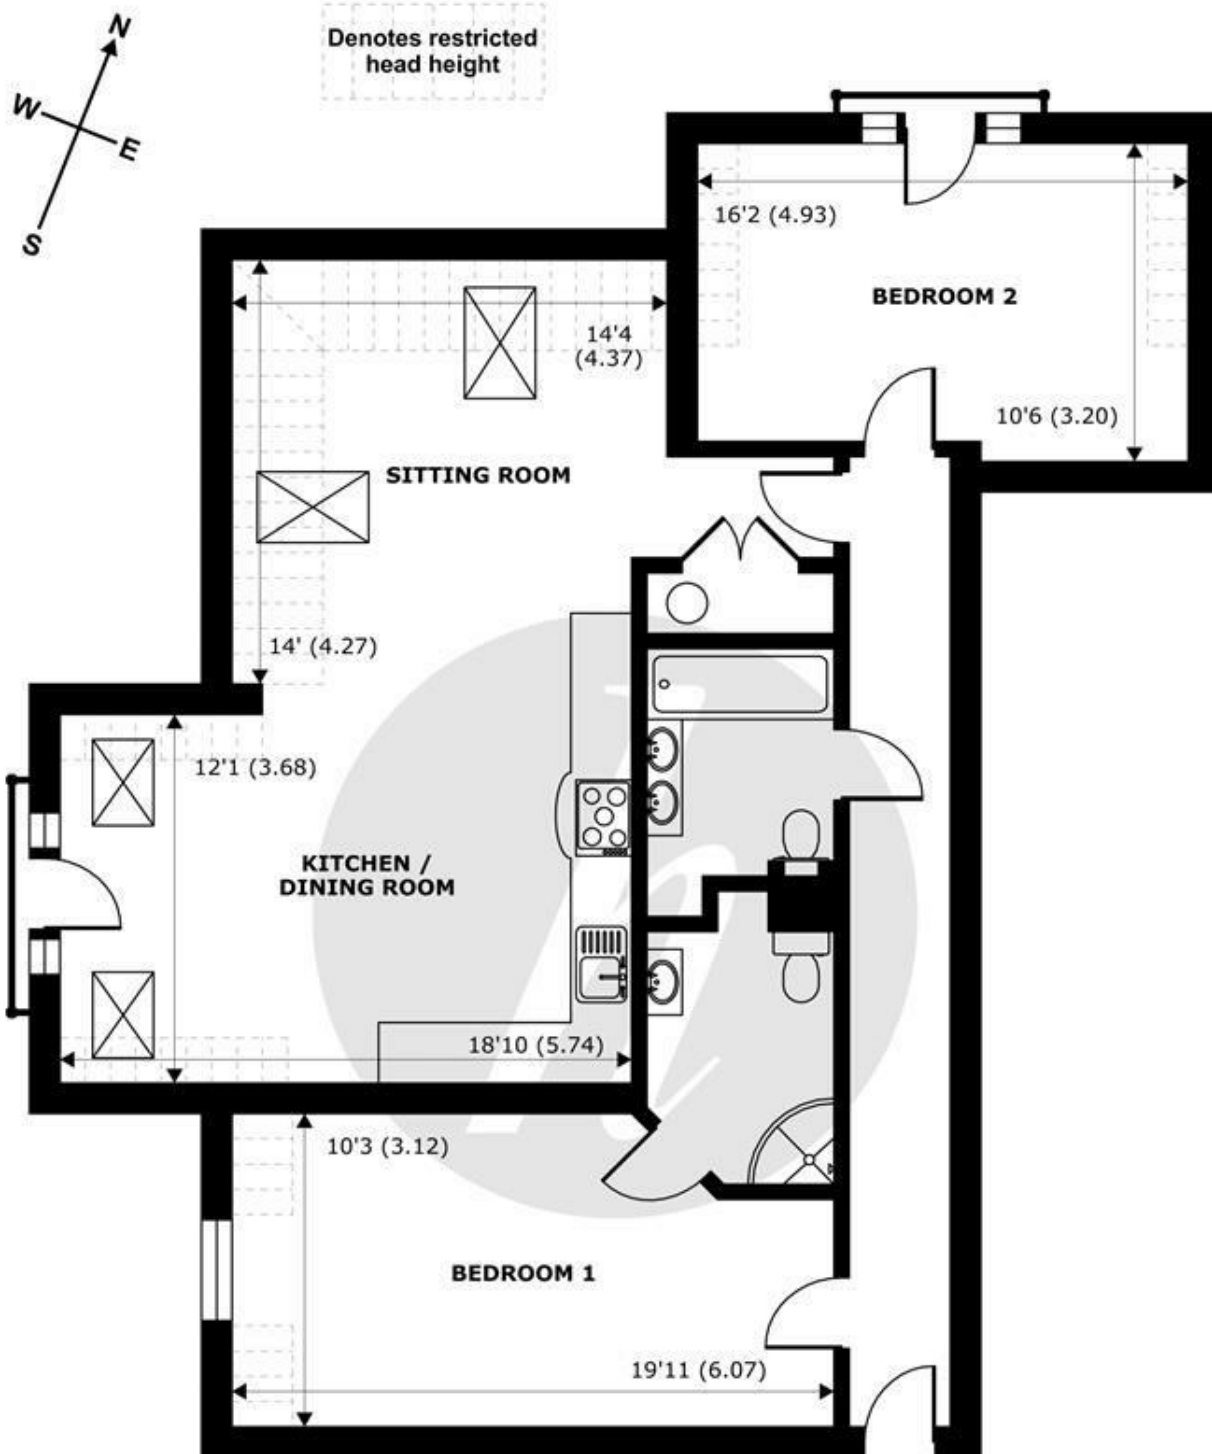 N
W
E
S
Denotes restricted
head height
16'2 (4.93)
BEDROOM 2
10'6 (3.20)
14'4
(4.37)
SITTING ROOM
14' (4.27)
12'1 (3.68)
KITCHEN /
DINING ROOM
18'10 (5.74)
10'3 (3.12)
BEDROOM 1
19'11 (6.07)
h